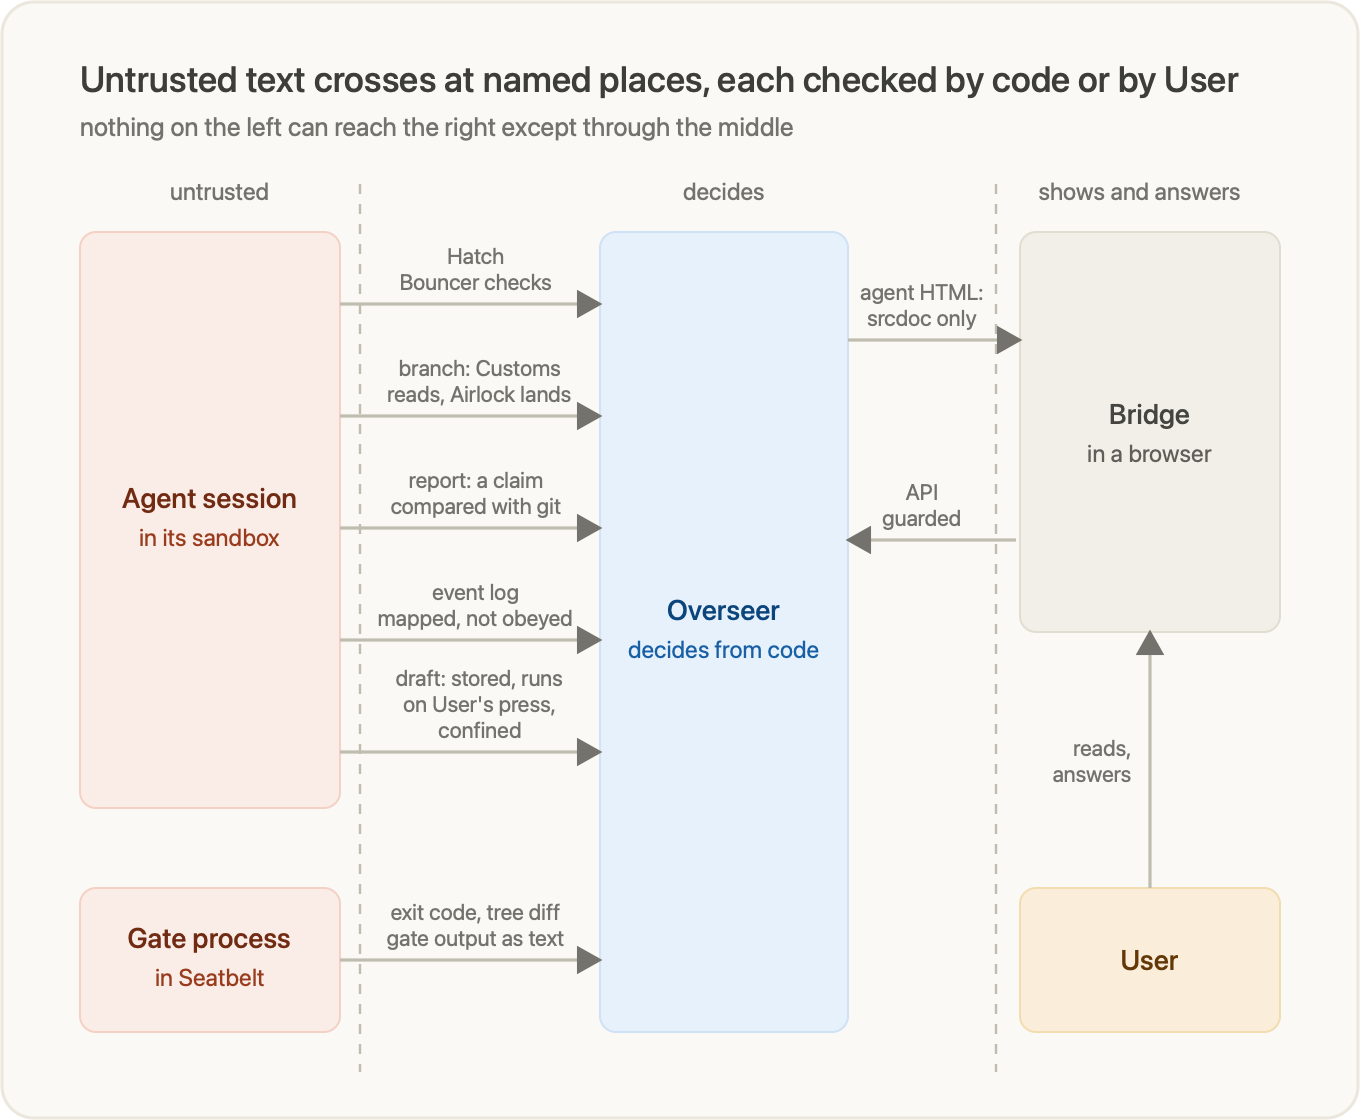 Untrusted text crosses at named places, each checked by code or by User
nothing on the left can reach the right except through the middle
untrusted
decides
shows and answers
Hatch
Bouncer checks
branch: Customs
reads, Airlock lands
report: a claim
compared with git
event log
mapped, not obeyed
draft: stored, runs
on User's press,
confined
Agent session
in its sandbox
Gate process
in Seatbelt
exit code, tree diff
gate output as text
Overseer
decides from code
agent HTML:
srcdoc only
API
guarded
Bridge
in a browser
reads,
answers
User